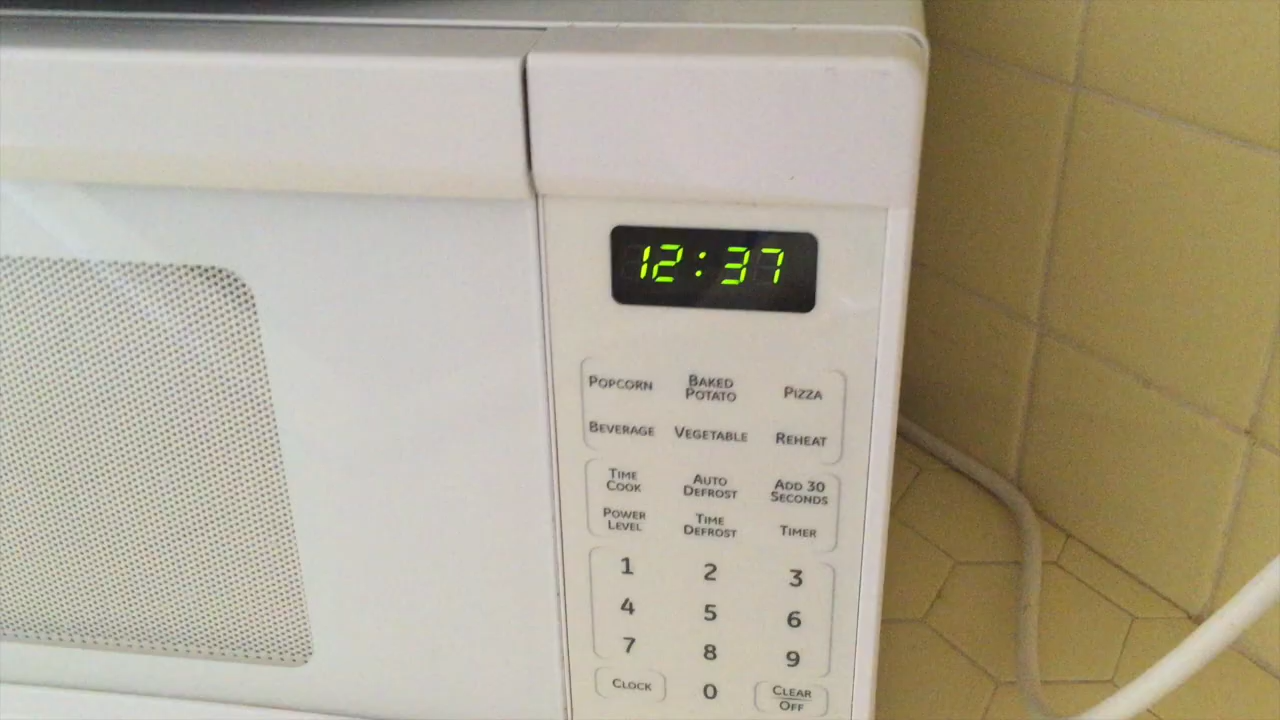 12:37
POPCORN
BAKED
POTATO
PIZZA
BEVERAGE
VEGETABLE
REHEAT
TIME
COOK
AUTO
DEFROST
ADD 30
SECONDS
POWER
LEVEL
TIME
DEFROST
TIMER
1 2 3
4 5 6
7 8 9
CLOCK
0
CLEAR
OFF